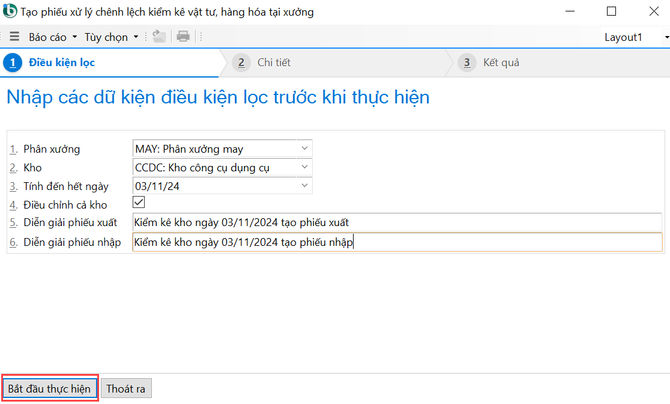 Tạo phiếu xử lý chênh lệch kiểm kê vật tư, hàng hóa tại xưởng
Báo cáo Tùy chọn Layout1
1 Điều kiện lọc 2 Chi tiết 3 Kết quả
Nhập các dữ kiện điều kiện lọc trước khi thực hiện
1. Phân xưởng MAY: Phân xưởng may
2. Kho CCDC: Kho công cụ dụng cụ
3. Tính đến hết ngày 03/11/24
4. Điều chỉnh cả kho
5. Diễn giải phiếu xuất Kiểm kê kho ngày 03/11/2024 tạo phiếu xuất
6. Diễn giải phiếu nhập Kiểm kê kho ngày 03/11/2024 tạo phiếu nhập
Bắt đầu thực hiện Thoát ra